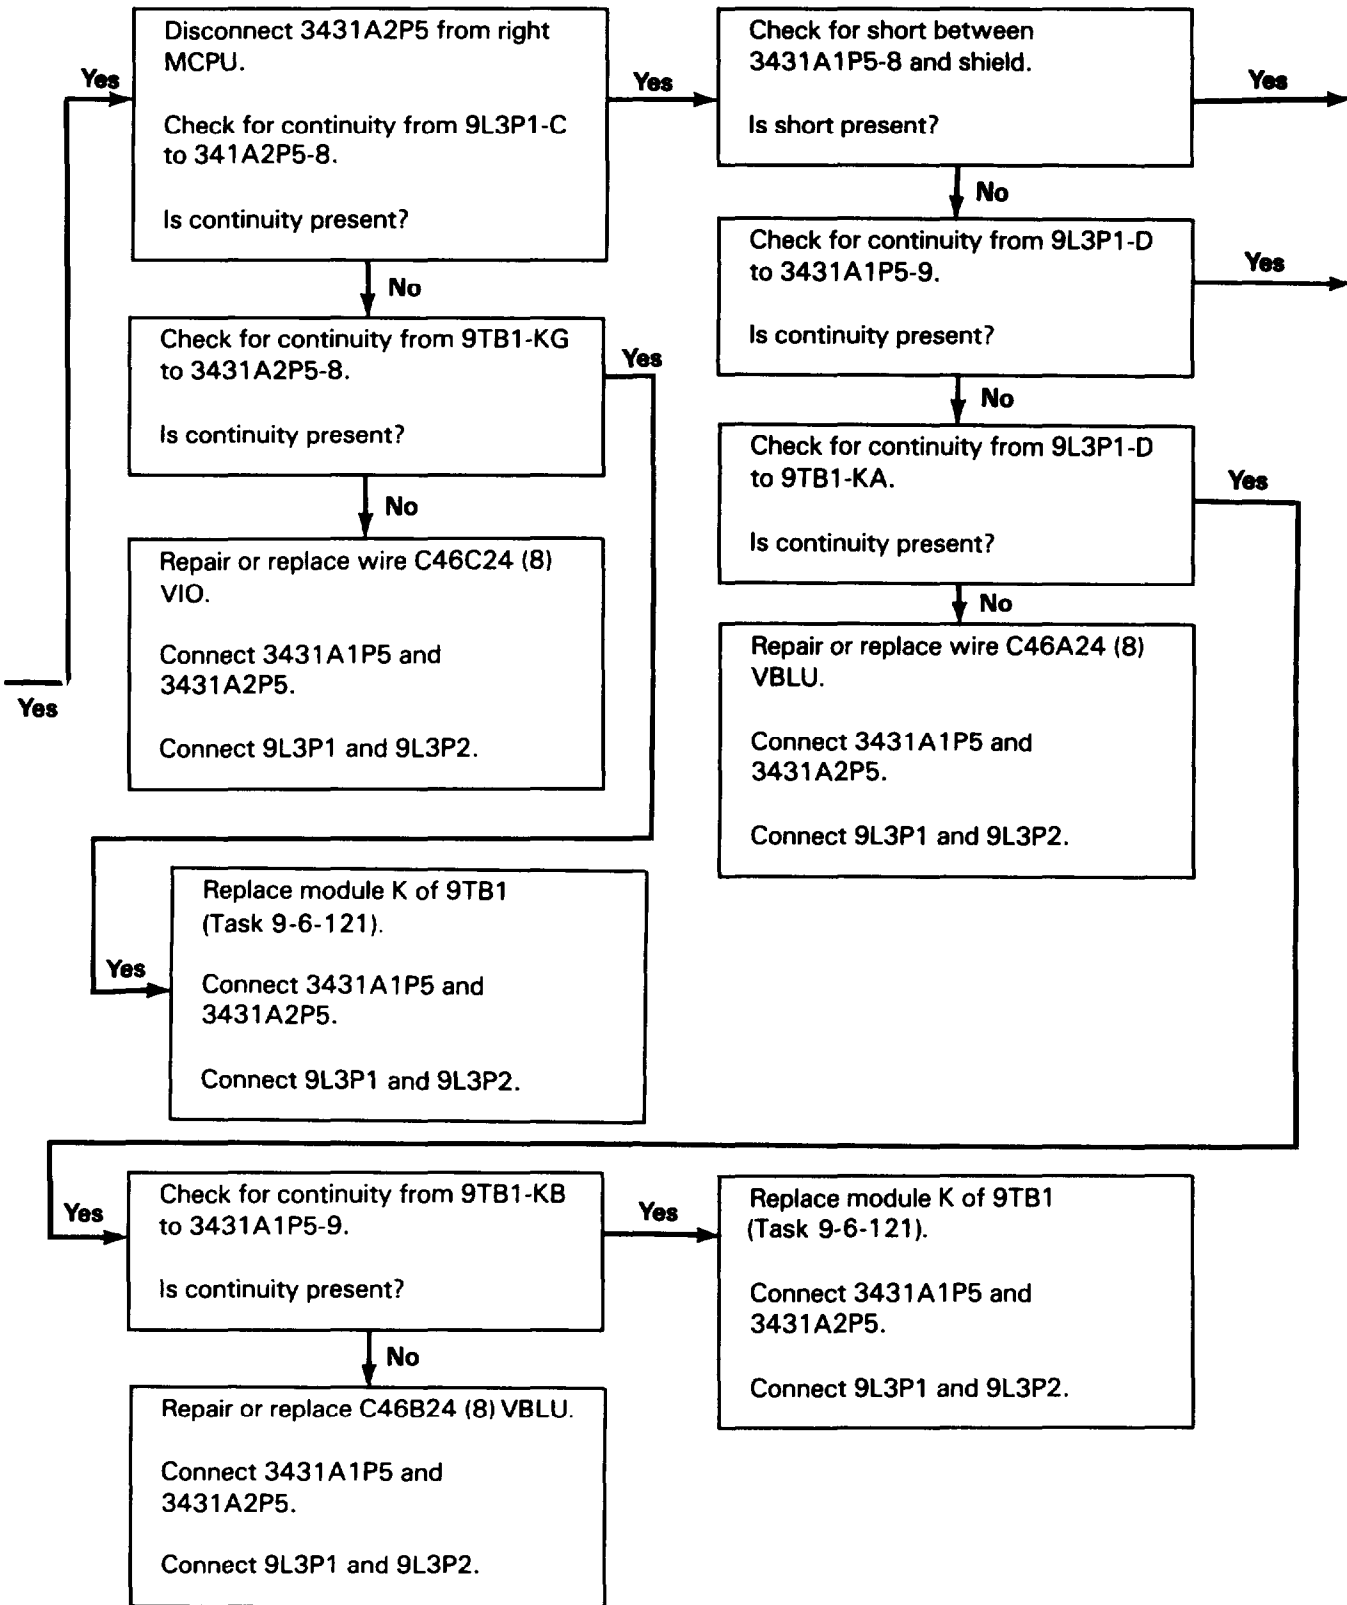 Yes
Yes
Disconnect 3431A2P5 from right
MCPU.
Check for continuity from 9L3P1-C
to 341A2P5-8.
Is continuity present?
Yes
Check for short between
3431A1P5-8 and shield.
Is short present?
Yes
No
Check for continuity from 9L3P1-D
to 3431A1P5-9.
Is continuity present?
Yes
No
Check for continuity from 9TB1-KG
to 3431A2P5-8.
Is continuity present?
Yes
No
Check for continuity from 9L3P1-D
to 9TB1-KA.
Is continuity present?
Yes
No
Repair or replace wire C46C24 (8)
VIO.
Connect 3431A1P5 and
3431A2P5.
Connect 9L3P1 and 9L3P2.
No
Repair or replace wire C46A24 (8)
VBLU.
Connect 3431A1P5 and
3431A2P5.
Connect 9L3P1 and 9L3P2.
Yes
Replace module K of 9TB1
(Task 9-6-121).
Connect 3431A1P5 and
3431A2P5.
Connect 9L3P1 and 9L3P2.
Yes
Check for continuity from 9TB1-KB
to 3431A1P5-9.
Is continuity present?
Yes
Replace module K of 9TB1
(Task 9-6-121).
Connect 3431A1P5 and
3431A2P5.
Connect 9L3P1 and 9L3P2.
No
Repair or replace C46B24 (8) VBLU.
Connect 3431A1P5 and
3431A2P5.
Connect 9L3P1 and 9L3P2.